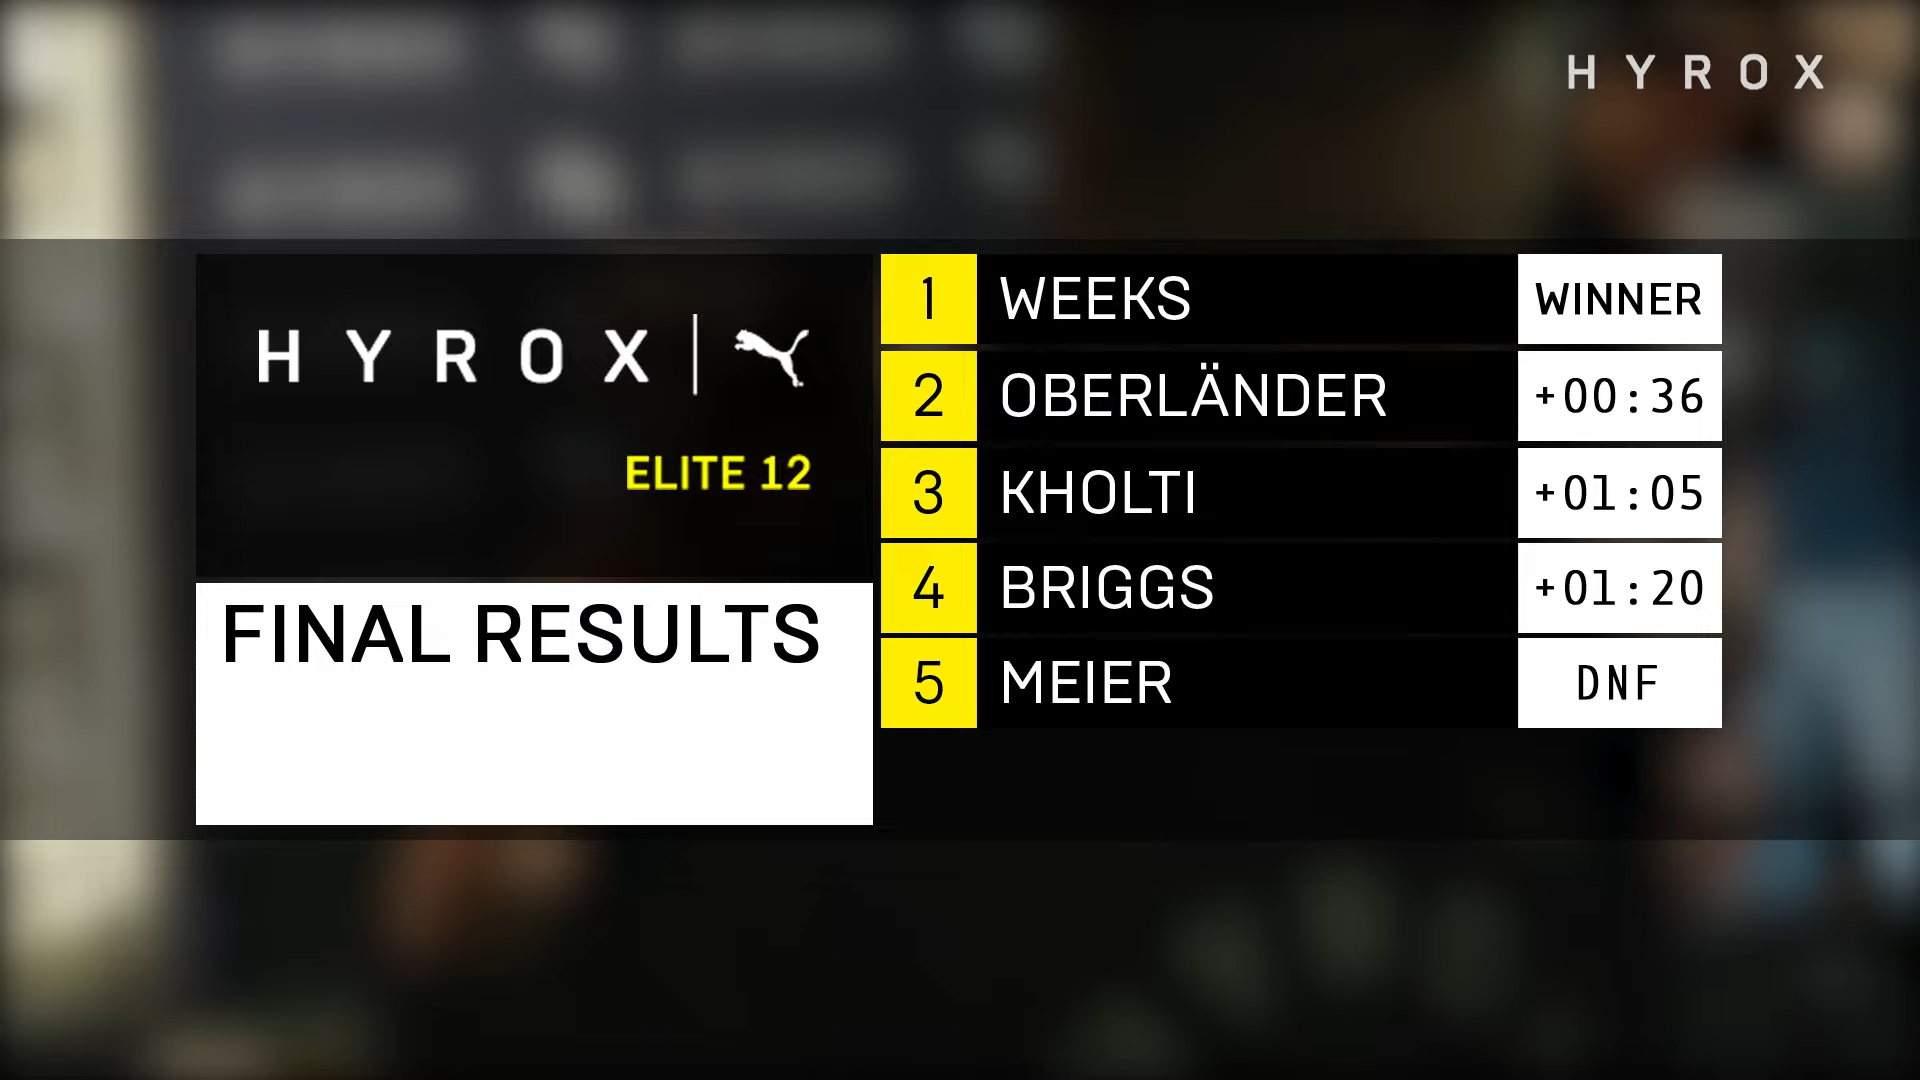 HYROX
HYROX
ELITE 12
FINAL RESULTS
1 WEEKS WINNER
2 OBERLÄNDER +00:36
3 KHOLTI +01:05
4 BRIGGS +01:20
5 MEIER DNF